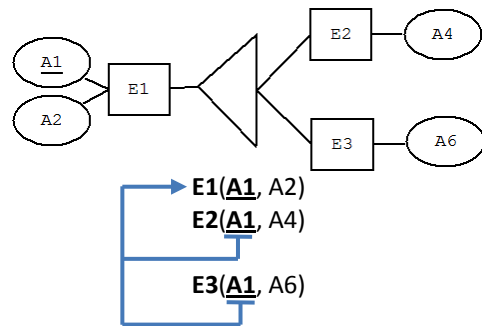 A1
A2
E1
E2
A4
E3
A6
E1(A1, A2)
E2(A1, A4)
E3(A1, A6)